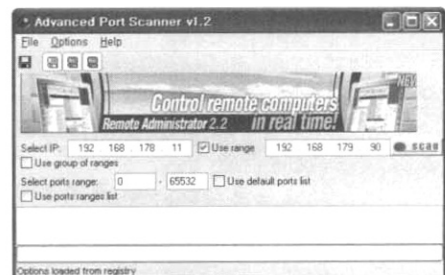 Advanced Port Scanner v1.2
File Options Help
NEW
Control remote computers
Remote Administrator 2.2 in real time!
Select IP: 192 . 168 . 178 11 Use range 192 168 179 90 scan
Use group of ranges
Select ports range: 0 - 65532 Use default ports list
Use ports ranges list
Options loaded from registry